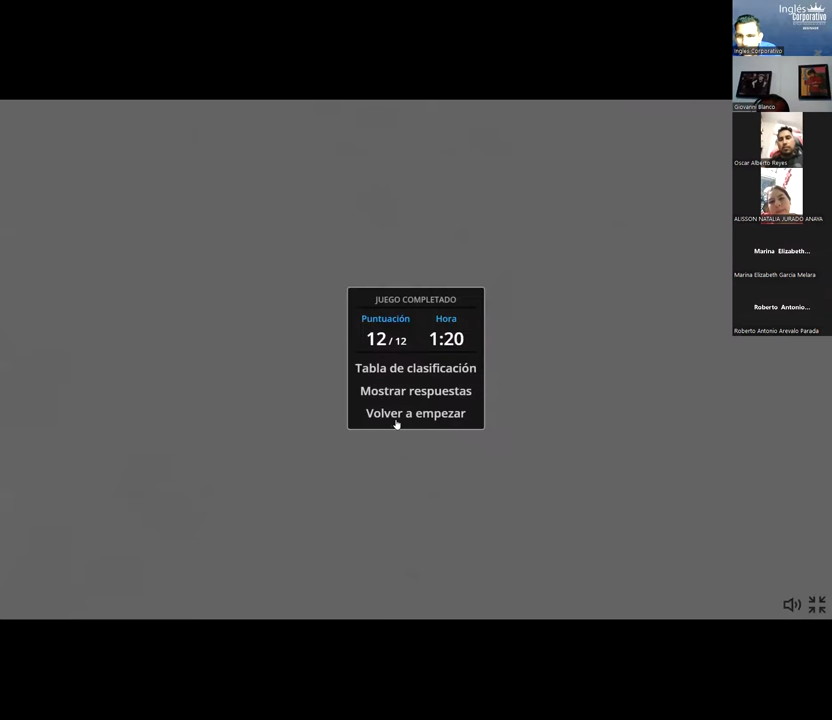 Inglés
Corporativo
Inglés Corporativo
Giovanni Blanco
Oscar Alberto Reyes
ALISSON NATALIA JURADO ANAYA
Marina Elizabeth...
Marina Elizabeth Garcia Melara
Roberto Antonio...
Roberto Antonio Arevalo Parada
JUEGO COMPLETADO
Puntuación Hora
12 / 12 1:20
Tabla de clasificación
Mostrar respuestas
Volver a empezar